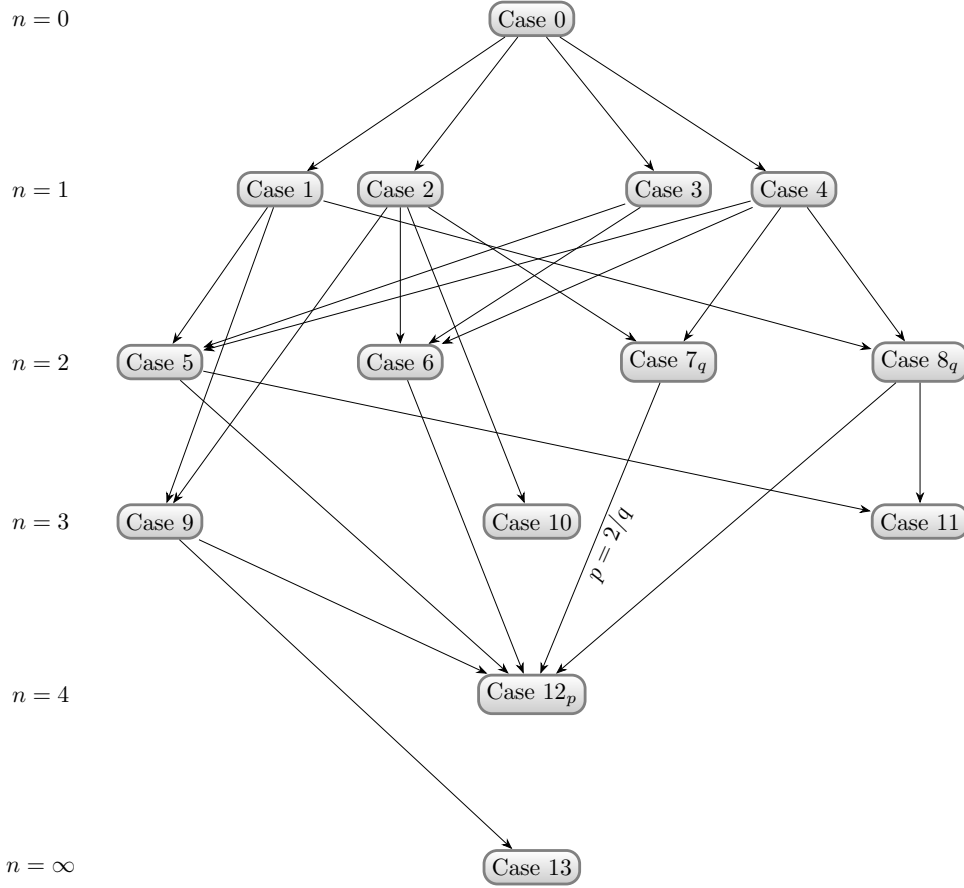 n = 0
Case 0
n = 1
Case 1
Case 2
Case 3
Case 4
n = 2
Case 5
Case 6
Case 7_q
Case 8_q
n = 3
Case 9
Case 10
Case 11
p = 2/q
n = 4
Case 12_p
n = ∞
Case 13